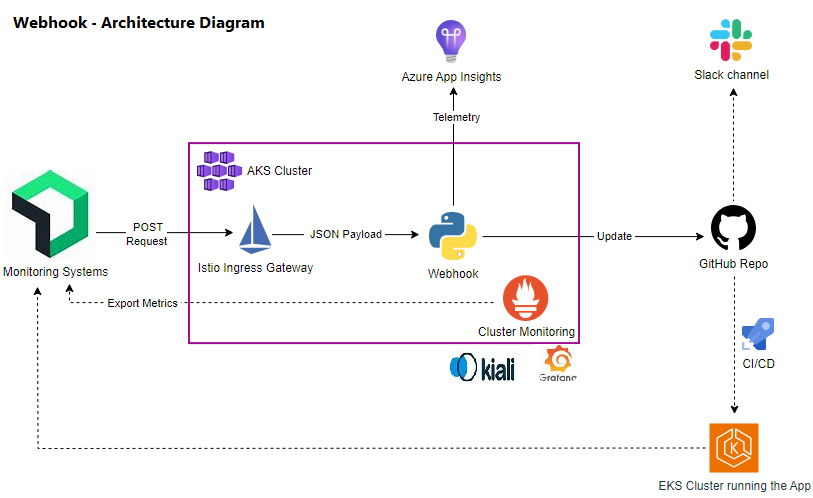 Webhook - Architecture Diagram
Azure App Insights
Slack channel
Telemetry
AKS Cluster
POST
Request
JSON Payload
Update
Monitoring Systems
Istio Ingress Gateway
Webhook
GitHub Repo
Export Metrics
Cluster Monitoring
kiali
Grafana
CI/CD
K
EKS Cluster running the App